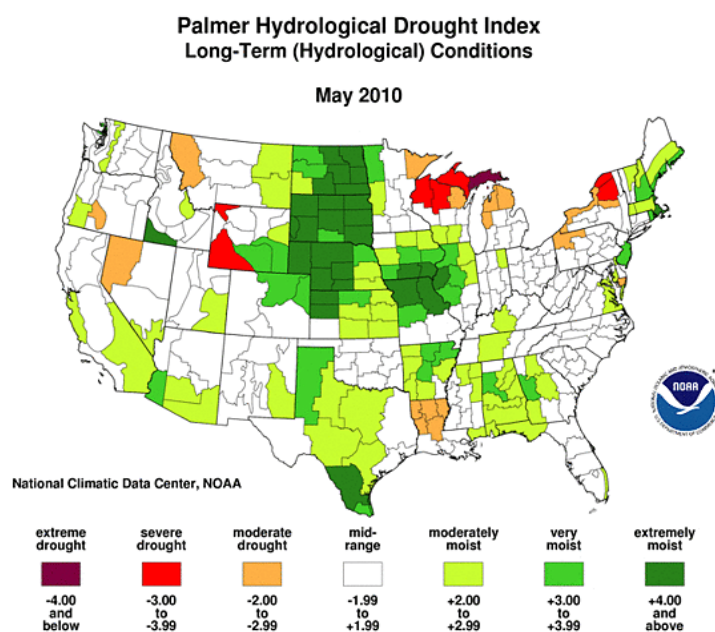 Palmer Hydrological Drought Index
Long-Term (Hydrological) Conditions
May 2010
NOAA
National Climatic Data Center, NOAA
extreme drought
severe drought
moderate drought
mid-range
moderately moist
very moist
extremely moist
-4.00 and below
-3.00 to -3.99
-2.00 to -2.99
-1.99 to +1.99
+2.00 to +2.99
+3.00 to +3.99
+4.00 and above